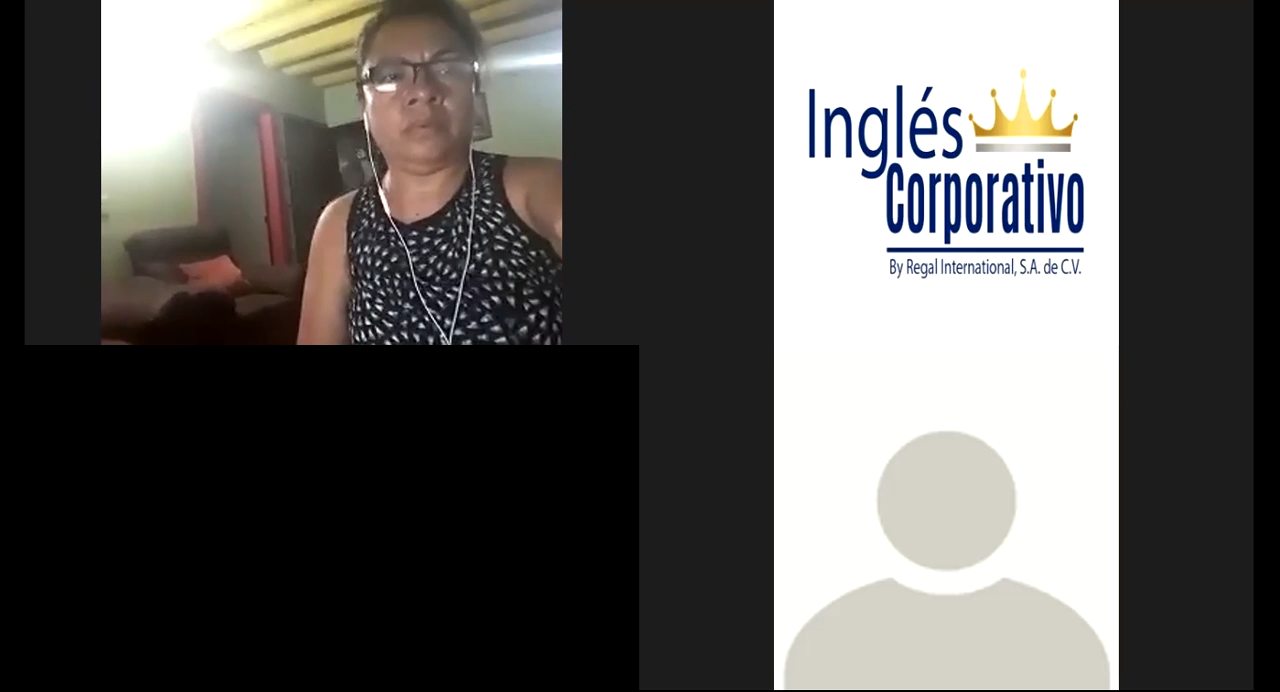 Inglés
Corporativo
By Regal International, S.A. de C.V.